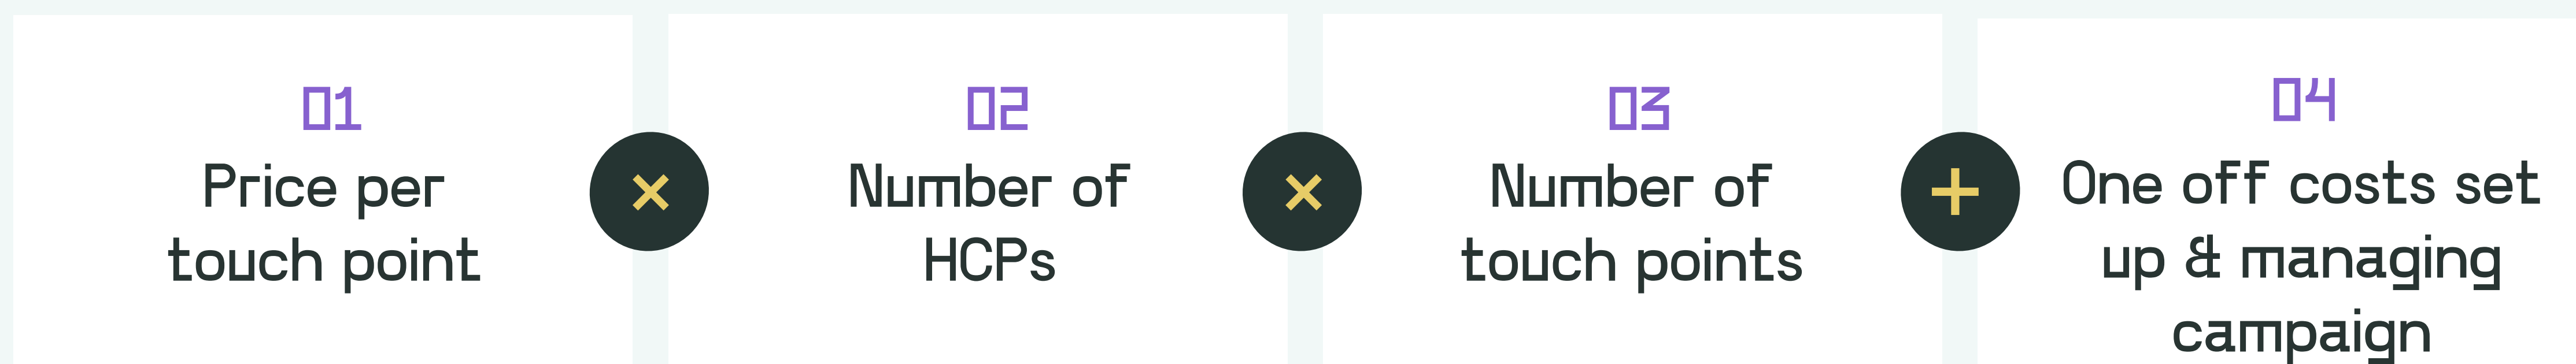 01
Price per
touch point
×
02
Number of
HCPs
×
03
Number of
touch points
+
04
One off costs set
up & managing
campaign